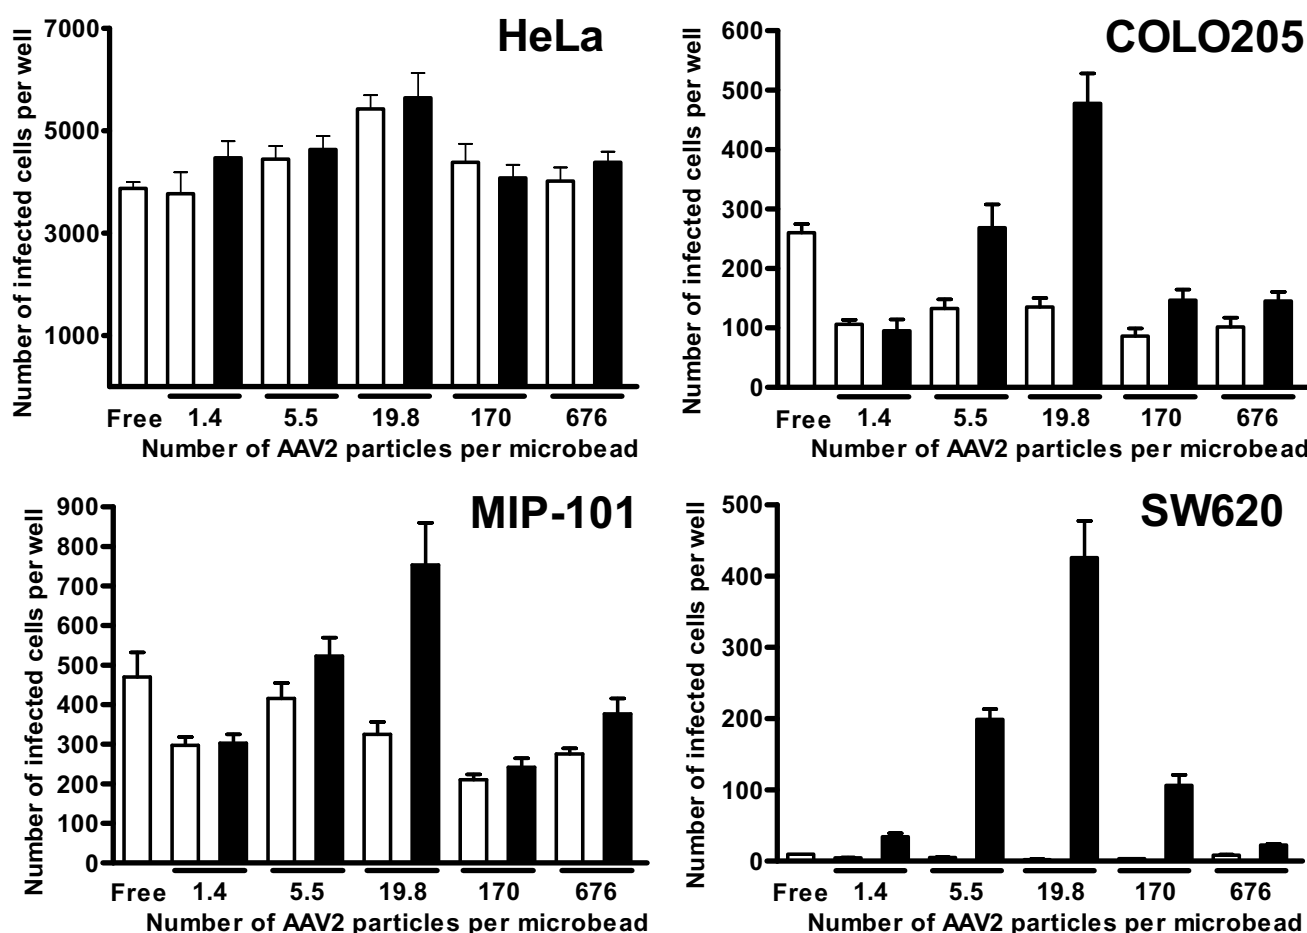 HeLa
Number of infected cells per well
7000
5000
3000
1000
Free 1.4 5.5 19.8 170 676
Number of AAV2 particles per microbead
COLO205
Number of infected cells per well
600
500
400
300
200
100
0
Free 1.4 5.5 19.8 170 676
Number of AAV2 particles per microbead
MIP-101
Number of infected cells per well
900
800
700
600
500
400
300
200
100
0
Free 1.4 5.5 19.8 170 676
Number of AAV2 particles per microbead
SW620
Number of infected cells per well
500
400
300
200
100
0
Free 1.4 5.5 19.8 170 676
Number of AAV2 particles per microbead